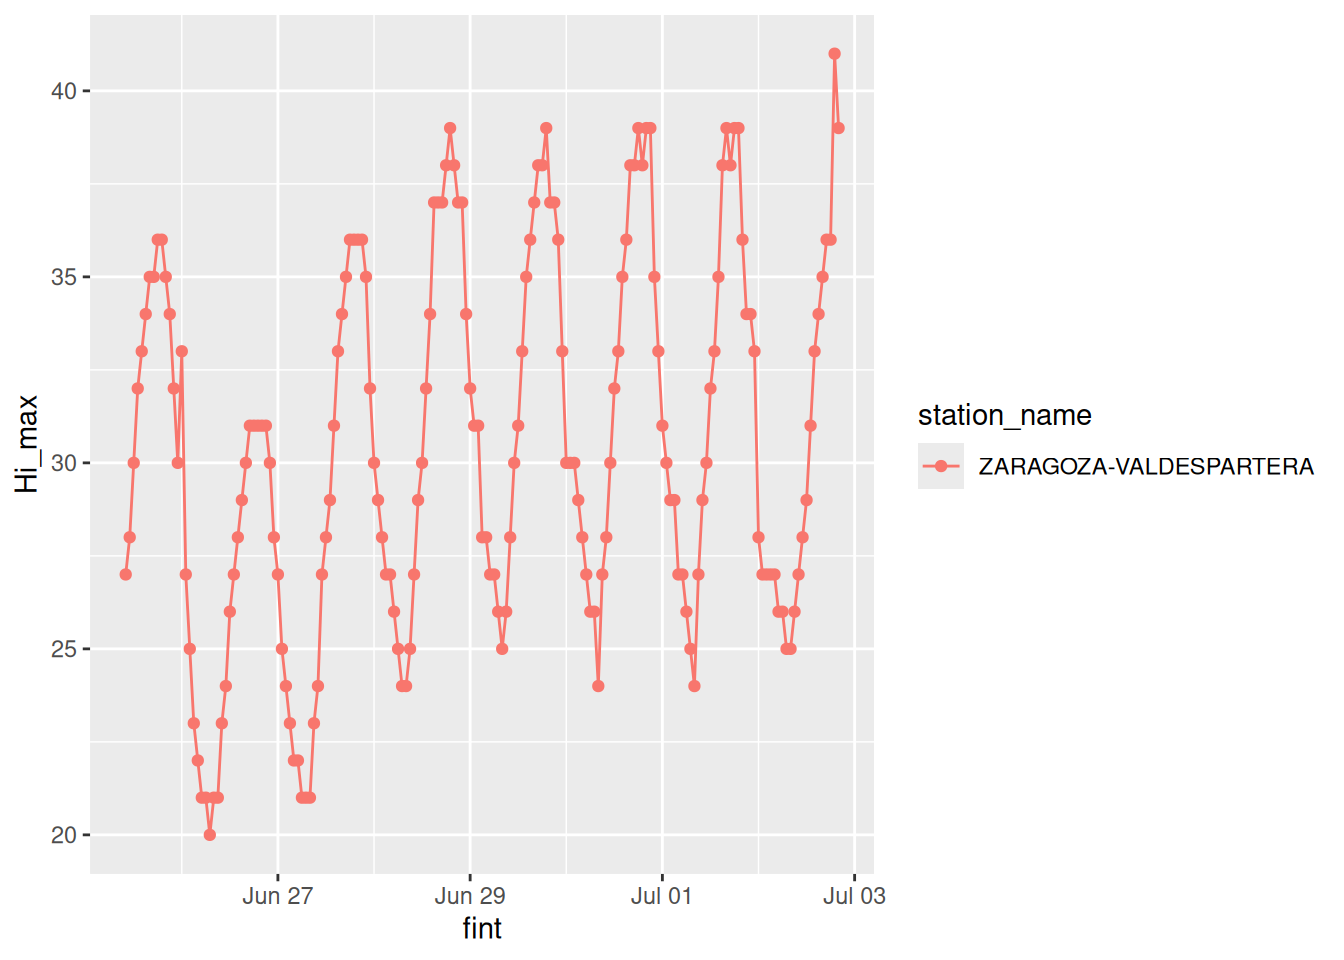 Hi_max
40
35
30
25
20
Jun 27
Jun 29
Jul 01
Jul 03
fint
station_name
ZARAGOZA-VALDESPARTERA